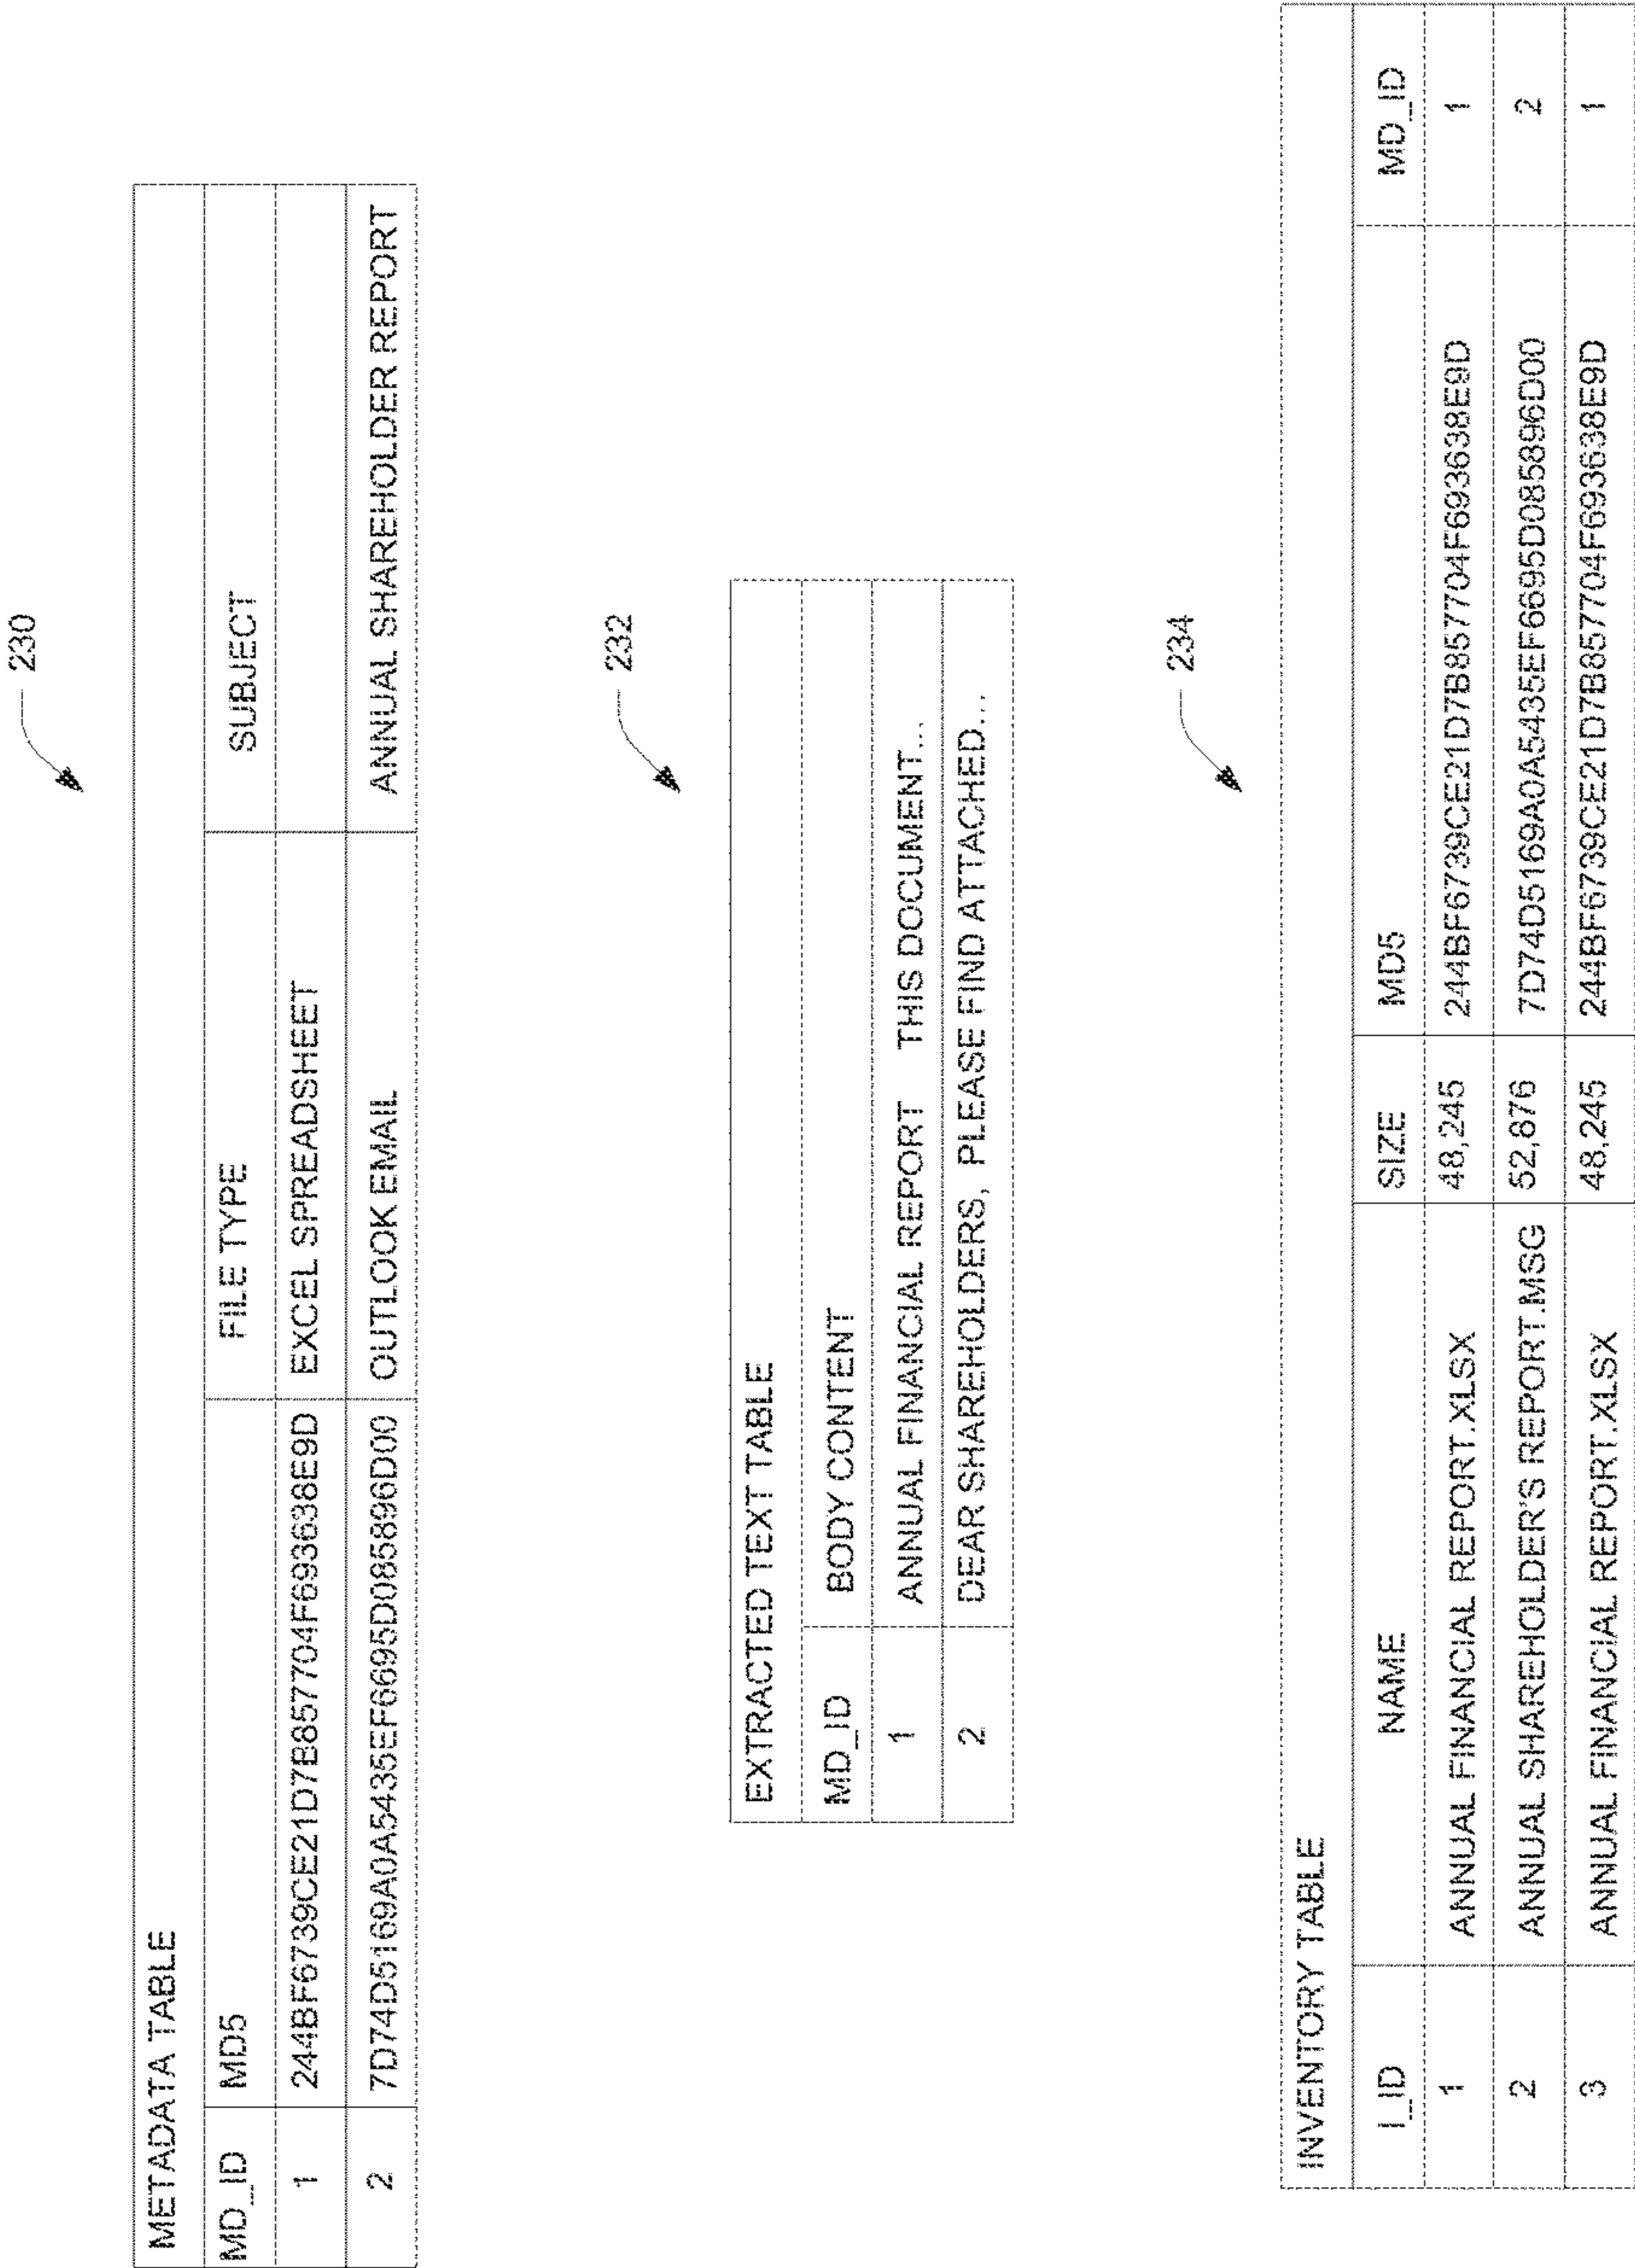 230
METADATA TABLE
MD_ID MD5 FILE TYPE SUBJECT
1 244BF6739CE21D7B857704F693638E9D EXCEL SPREADSHEET
2 7D74D5169A0A5435EF6695D085896D00 OUTLOOK EMAIL ANNUAL SHAREHOLDER REPORT
232
EXTRACTED TEXT TABLE
MD_ID BODY CONTENT
1 ANNUAL FINANCIAL REPORT THIS DOCUMENT...
2 DEAR SHAREHOLDERS, PLEASE FIND ATTACHED...
234
INVENTORY TABLE
I_ID NAME SIZE MD5 MD_ID
1 ANNUAL FINANCIAL REPORT.XLSX 48,245 244BF6739CE21D7B857704F693638E9D 1
2 ANNUAL SHAREHOLDER'S REPORT.MSG 52,876 7D74D5169A0A5435EF6695D085896D00 2
3 ANNUAL FINANCIAL REPORT.XLSX 48,245 244BF6739CE21D7B857704F693638E9D 1